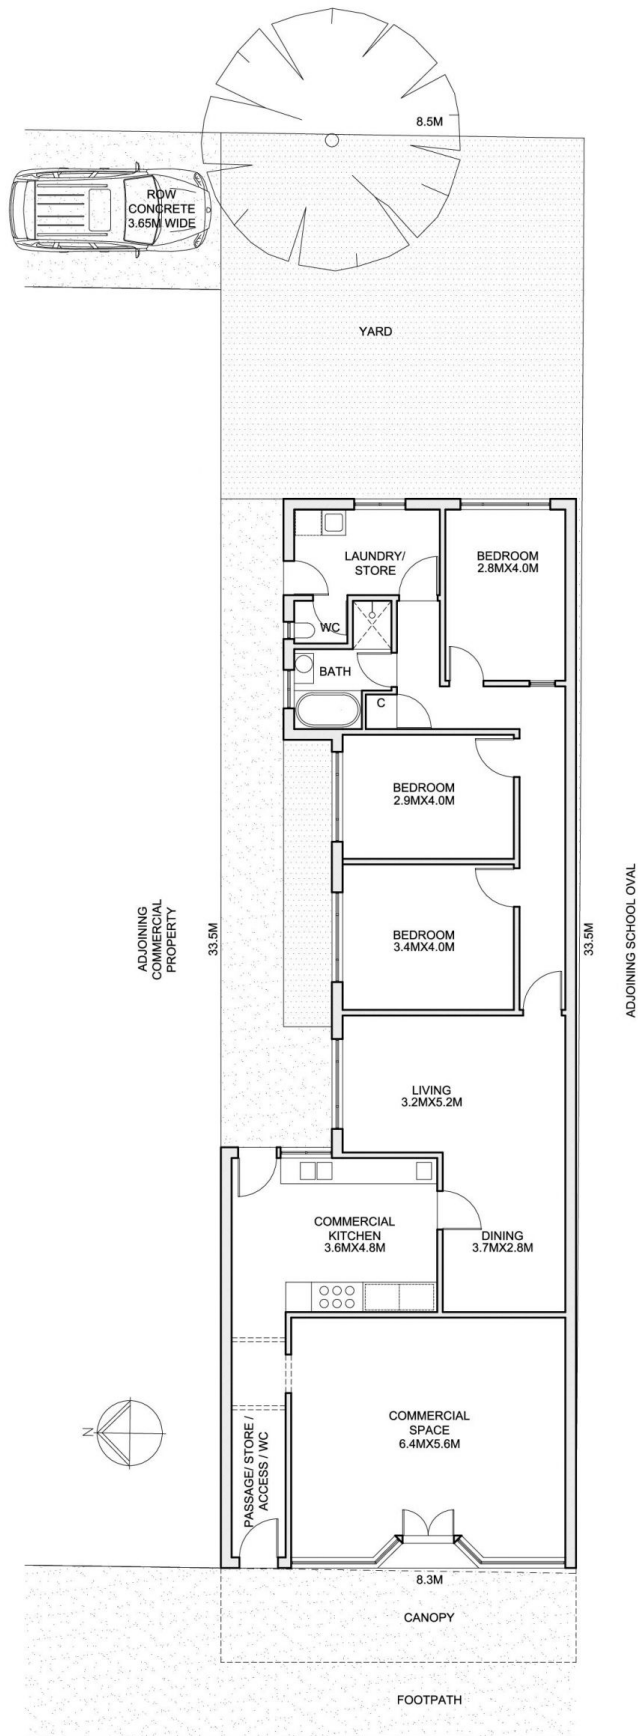 8.5M
ROW
CONCRETE
3.65M WIDE
YARD
LAUNDRY/
STORE
BEDROOM
2.8MX4.0M
WC
BATH
C
BEDROOM
2.9MX4.0M
ADJOINING
COMMERCIAL
PROPERTY
33.5M
BEDROOM
3.4MX4.0M
33.5M
ADJOINING SCHOOL OVAL
LIVING
3.2MX5.2M
COMMERCIAL
KITCHEN
3.6MX4.8M
DINING
3.7MX2.8M
N
PASSAGE/ STORE /
ACCESS / WC
COMMERCIAL
SPACE
6.4MX5.6M
8.3M
CANOPY
FOOTPATH